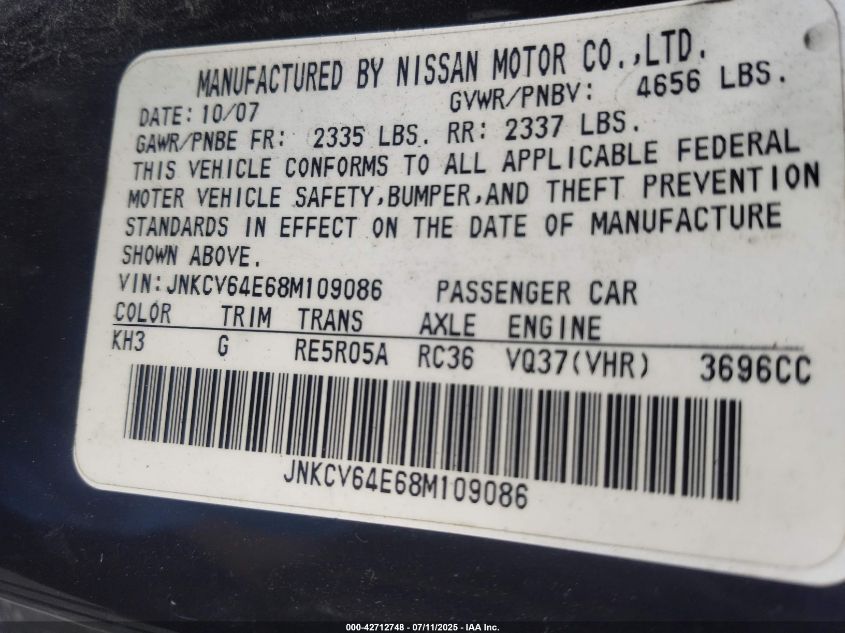 MANUFACTURED BY NISSAN MOTOR CO.,LTD.
DATE: 10/07 GVWR/PNBV: 4656 LBS.
GAWR/PNBE FR: 2335 LBS. RR: 2337 LBS.
THIS VEHICLE CONFORMS TO ALL APPLICABLE FEDERAL
MOTER VEHICLE SAFETY,BUMPER,AND THEFT PREVENTION
STANDARDS IN EFFECT ON THE DATE OF MANUFACTURE
SHOWN ABOVE.
VIN:JNKCV64E68M109086 PASSENGER CAR
COLOR TRIM TRANS AXLE ENGINE
KH3 G RE5R05A RC36 VQ37(VHR) 3696CC
JNKCV64E68M109086
000-42712748 - 07/11/2025 - IAA Inc.